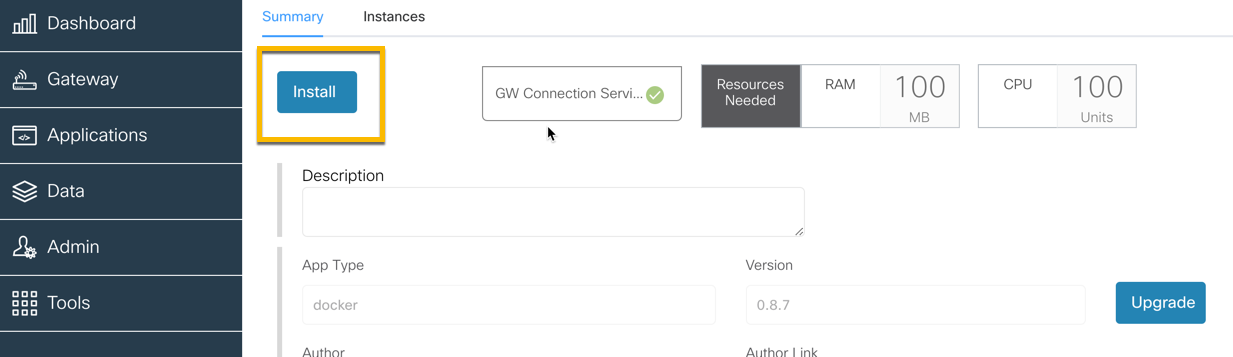 Dashboard
Gateway
Applications
Data
Admin
Tools
Summary
Instances
Install
GW Connection Servi...
Resources
Needed
RAM
100
MB
CPU
100
Units
Description
App Type
Version
docker
0.8.7
Upgrade
Author
Author Link